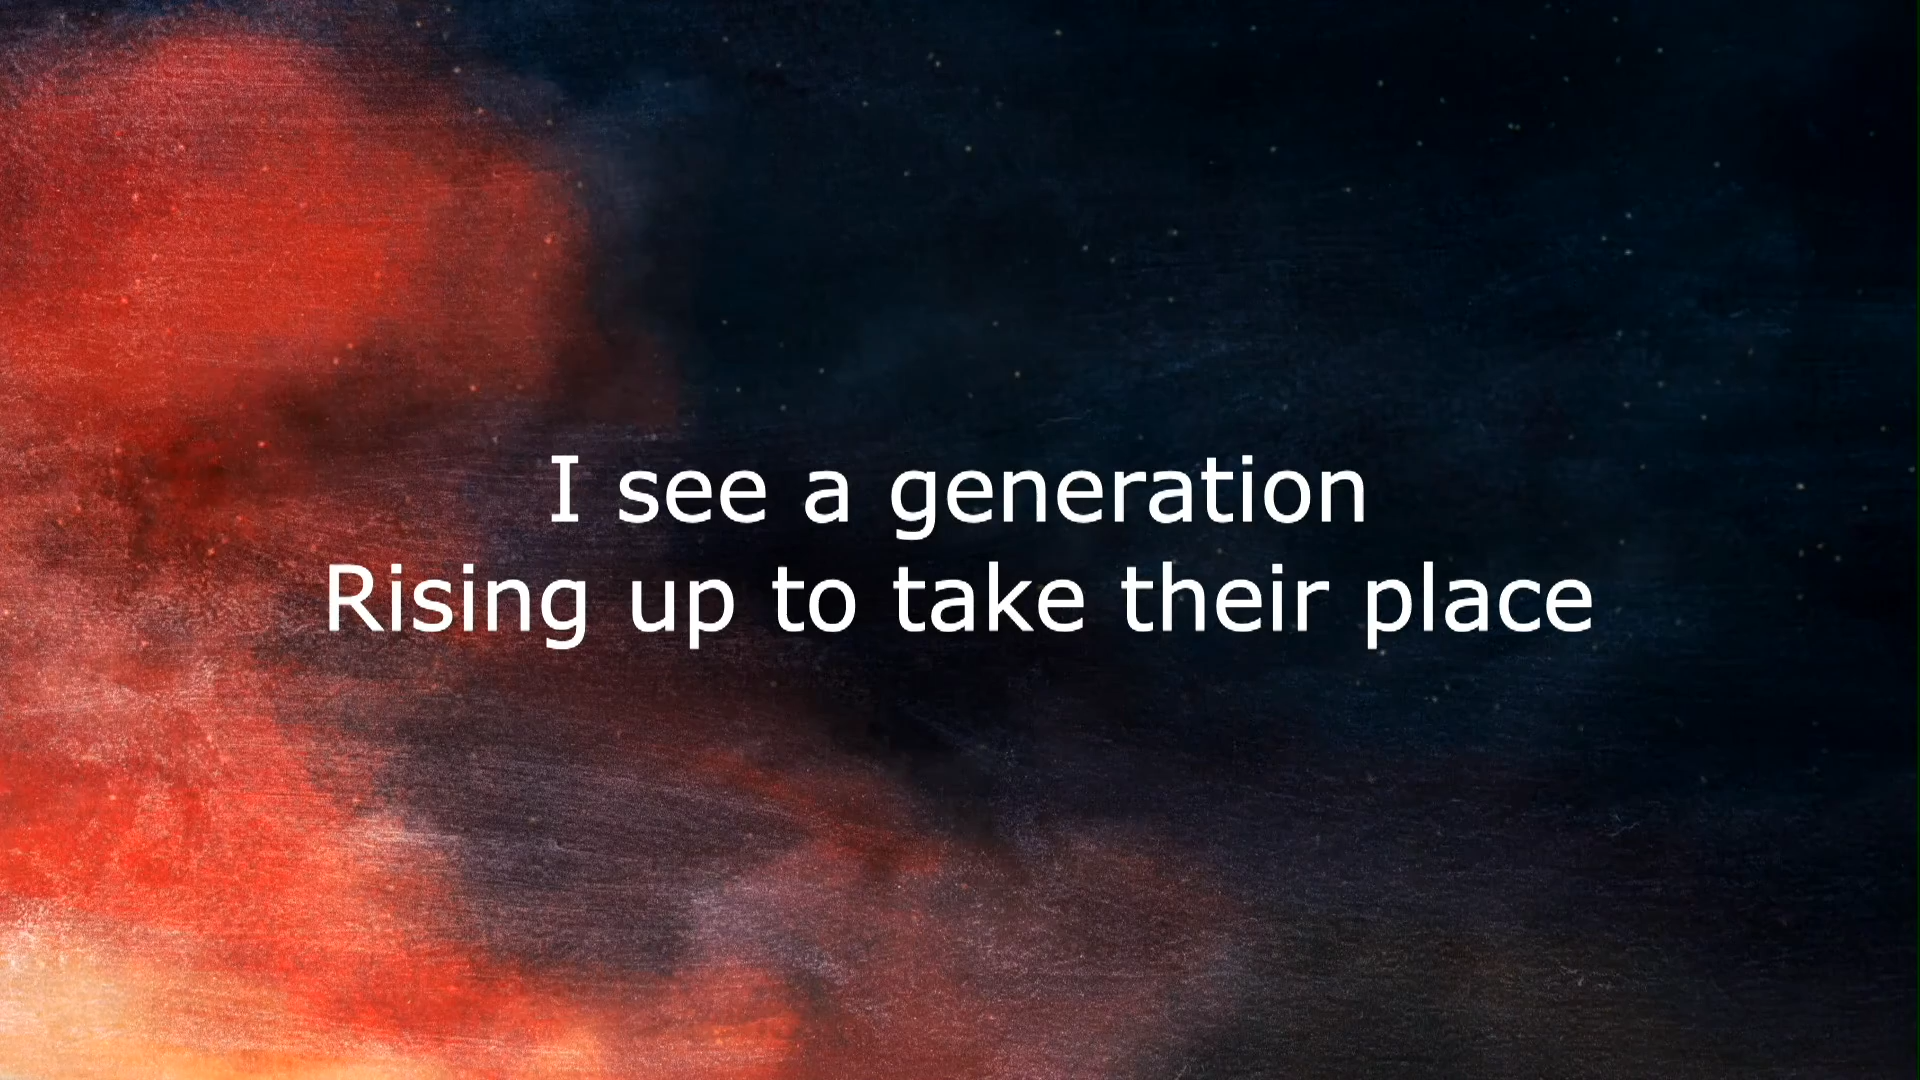 I see a generation
Rising up to take their place